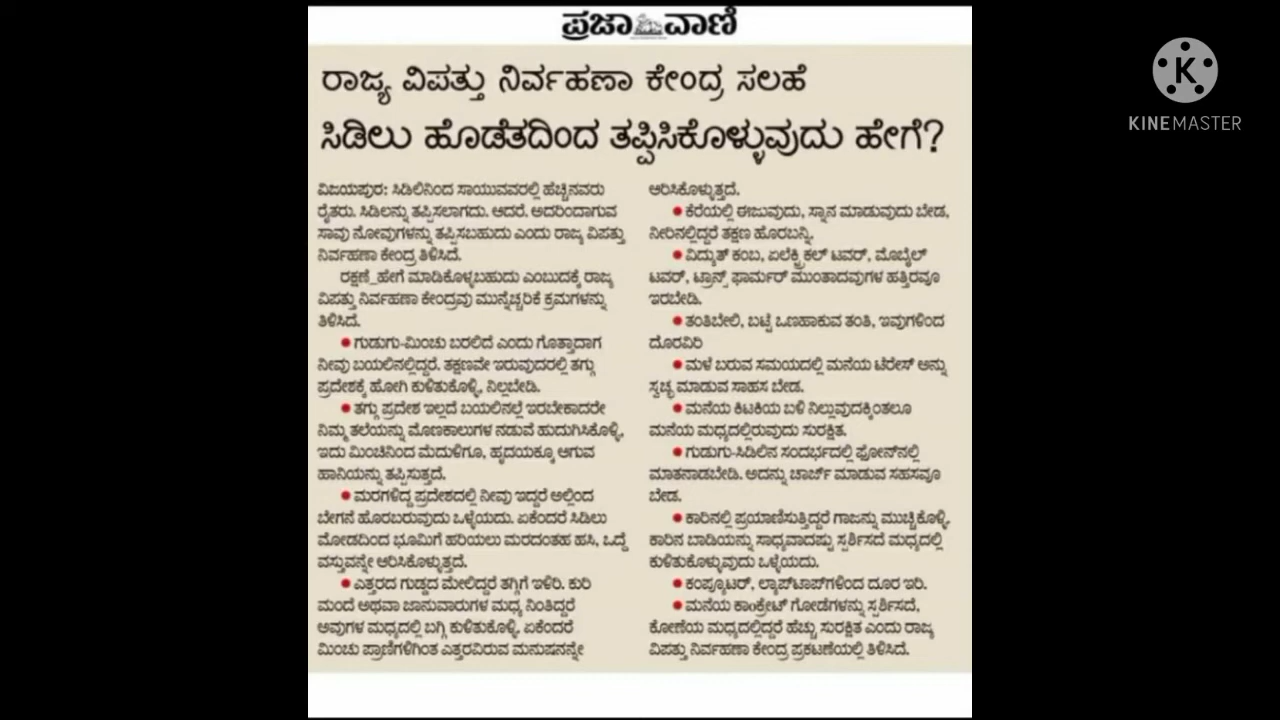 ಪ್ರಜಾವಾಣಿ
KINEMASTER
ರಾಜ್ಯ ವಿಪತ್ತು ನಿರ್ವಹಣಾ ಕೇಂದ್ರ ಸಲಹೆ
ಸಿಡಿಲು ಹೊಡೆತದಿಂದ ತಪ್ಪಿಸಿಕೊಳ್ಳುವುದು ಹೇಗೆ?
ವಿಜಯಪುರ: ಸಿಡಿಲಿನಿಂದ ಸಾಯುವವರಲ್ಲಿ ಹೆಚ್ಚಿನವರು
ರೈತರು. ಸಿಡಿಲನ್ನು ತಪ್ಪಿಸಲಾಗದು. ಆದರೆ. ಅದರಿಂದಾಗುವ
ಸಾವು ನೋವುಗಳನ್ನು ತಪ್ಪಿಸಬಹುದು ಎಂದು ರಾಜ್ಯ ವಿಪತ್ತು
ನಿರ್ವಹಣಾ ಕೇಂದ್ರ ತಿಳಿಸಿದೆ.
ರಕ್ಷಣೆ_ಹೇಗೆ ಮಾಡಿಕೊಳ್ಳಬಹುದು ಎಂಬುದಕ್ಕೆ ರಾಜ್ಯ
ವಿಪತ್ತು ನಿರ್ವಹಣಾ ಕೇಂದ್ರವು ಮುನ್ನೆಚ್ಚರಿಕೆ ಕ್ರಮಗಳನ್ನು
ತಿಳಿಸಿದೆ.
● ಗುಡುಗು-ಮಿಂಚು ಬರಲಿದೆ ಎಂದು ಗೊತ್ತಾದಾಗ
ನೀವು ಬಯಲಿನಲ್ಲಿದ್ದರೆ. ತಕ್ಷಣವೇ ಇರುವುದರಲ್ಲಿ ತಗ್ಗು
ಪ್ರದೇಶಕ್ಕೆ ಹೋಗಿ ಕುಳಿತುಕೊಳ್ಳಿ, ನಿಲ್ಲಬೇಡಿ.
● ತಗ್ಗು ಪ್ರದೇಶ ಇಲ್ಲದೆ ಬಯಲಿನಲ್ಲೆ ಇರಬೇಕಾದರೇ
ನಿಮ್ಮ ತಲೆಯನ್ನು ಮೊಣಕಾಲುಗಳ ನಡುವೆ ಹುದುಗಿಸಿಕೊಳ್ಳಿ,
ಇದು ಮಿಂಚಿನಿಂದ ಮೆದುಳಿಗೂ, ಹೃದಯಕ್ಕೂ ಆಗುವ
ಹಾನಿಯನ್ನು ತಪ್ಪಿಸುತ್ತದೆ.
● ಮರಗಳಿದ್ದ ಪ್ರದೇಶದಲ್ಲಿ ನೀವು ಇದ್ದರೆ ಅಲ್ಲಿಂದ
ಬೇಗನೆ ಹೊರಬರುವುದು ಒಳ್ಳೆಯದು. ಏಕೆಂದರೆ ಸಿಡಿಲು
ಮೋಡದಿಂದ ಭೂಮಿಗೆ ಹರಿಯಲು ಮರದಂತಹ ಹಸಿ, ಒದ್ದೆ
ವಸ್ತುವನ್ನೇ ಆರಿಸಿಕೊಳ್ಳುತ್ತದೆ.
● ಎತ್ತರದ ಗುಡ್ಡದ ಮೇಲಿದ್ದರೆ ತಗ್ಗಿಗೆ ಇಳಿರಿ. ಕುರಿ
ಮಂದೆ ಅಥವಾ ಜಾನುವಾರುಗಳ ಮಧ್ಯ ನಿಂತಿದ್ದರೆ
ಅವುಗಳ ಮಧ್ಯದಲ್ಲಿ ಬಗ್ಗಿ ಕುಳಿತುಕೊಳ್ಳಿ, ಏಕೆಂದರೆ
ಮಿಂಚು ಪ್ರಾಣಿಗಳಿಗಿಂತ ಎತ್ತರವಿರುವ ಮನುಷನನ್ನೇ
ಆರಿಸಿಕೊಳ್ಳುತ್ತದೆ.
● ಕೆರೆಯಲ್ಲಿ ಈಜುವುದು, ಸ್ನಾನ ಮಾಡುವುದು ಬೇಡ,
ನೀರಿನಲ್ಲಿದ್ದರೆ ತಕ್ಷಣ ಹೊರಬನ್ನಿ.
● ವಿದ್ಯುತ್ ಕಂಬ, ಏಲೆಕ್ಟ್ರಿಕಲ್ ಟವರ್, ಮೊಬೈಲ್
ಟವರ್, ಟ್ರಾನ್ಸ್ ಫಾರ್ಮರ್ ಮುಂತಾದವುಗಳ ಹತ್ತಿರವೂ
ಇರಬೇಡಿ.
● ತಂತಿಬೇಲಿ, ಬಟ್ಟೆ ಒಣಹಾಕುವ ತಂತಿ, ಇವುಗಳಿಂದ
ದೊರವಿರಿ
● ಮಳೆ ಬರುವ ಸಮಯದಲ್ಲಿ ಮನೆಯ ಟೆರೇಸ್ ಅನ್ನು
ಸ್ವಚ್ಛ ಮಾಡುವ ಸಾಹಸ ಬೇಡ.
● ಮನೆಯ ಕಿಟಕಿಯ ಬಳಿ ನಿಲ್ಲುವುದಕ್ಕಿಂತಲೂ
ಮನೆಯ ಮಧ್ಯದಲ್ಲಿರುವುದು ಸುರಕ್ಷಿತ.
● ಗುಡುಗು-ಸಿಡಿಲಿನ ಸಂದರ್ಭದಲ್ಲಿ ಫೋನ್‌ನಲ್ಲಿ
ಮಾತನಾಡಬೇಡಿ. ಅದನ್ನು ಚಾರ್ಜ್ ಮಾಡುವ ಸಹಸವೂ
ಬೇಡ.
● ಕಾರಿನಲ್ಲಿ ಪ್ರಯಾಣಿಸುತ್ತಿದ್ದರೆ ಗಾಜನ್ನು ಮುಚ್ಚಿಕೊಳ್ಳಿ.
ಕಾರಿನ ಬಾಡಿಯನ್ನು ಸಾಧ್ಯವಾದಷ್ಟು ಸ್ಪರ್ಶಿಸದೆ ಮಧ್ಯದಲ್ಲಿ
ಕುಳಿತುಕೊಳ್ಳುವುದು ಒಳ್ಳೆಯದು.
● ಕಂಪ್ಯೂಟರ್, ಲ್ಯಾಪ್‌ಟಾಪ್‌ಗಳಿಂದ ದೂರ ಇರಿ.
● ಮನೆಯ ಕಾಂಕ್ರೇಟ್ ಗೋಡೆಗಳನ್ನು ಸ್ಪರ್ಶಿಸದೆ,
ಕೋಣೆಯ ಮಧ್ಯದಲ್ಲಿದ್ದರೆ ಹೆಚ್ಚು ಸುರಕ್ಷಿತ ಎಂದು ರಾಜ್ಯ
ವಿಪತ್ತು ನಿರ್ವಹಣಾ ಕೇಂದ್ರ ಪ್ರಕಟಣೆಯಲ್ಲಿ ತಿಳಿಸಿದೆ.